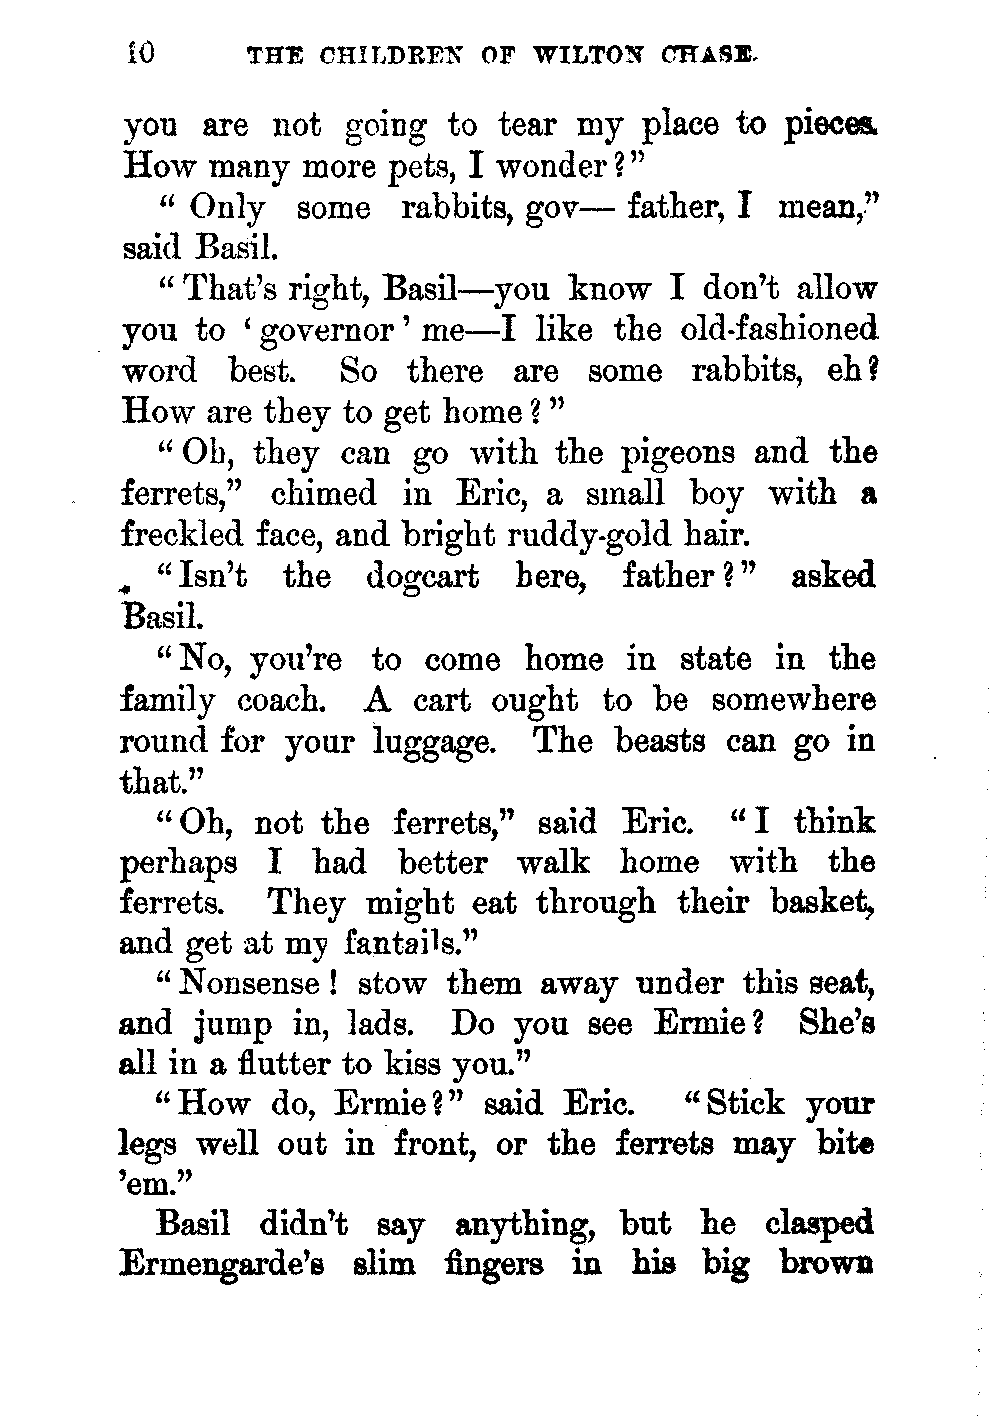 10 THE CHILDREN OF WILTON CHASE.
you are not going to tear my place to pieces.
How many more pets, I wonder?"
"Only some rabbits, gov— father, I mean,"
said Basil.
"That's right, Basil—you know I don't allow
you to 'governor' me—I like the old-fashioned
word best. So there are some rabbits, eh?
How are they to get home?"
"Oh, they can go with the pigeons and the
ferrets," chimed in Eric, a small boy with a
freckled face, and bright ruddy-gold hair.
"Isn't the dogcart here, father?" asked
Basil.
"No, you're to come home in state in the
family coach. A cart ought to be somewhere
round for your luggage. The beasts can go in
that."
"Oh, not the ferrets," said Eric. "I think
perhaps I had better walk home with the
ferrets. They might eat through their basket,
and get at my fantails."
"Nonsense! stow them away under this seat,
and jump in, lads. Do you see Ermie? She's
all in a flutter to kiss you."
"How do, Ermie?" said Eric. "Stick your
legs well out in front, or the ferrets may bite
'em."
Basil didn't say anything, but he clasped
Ermengarde's slim fingers in his big brown